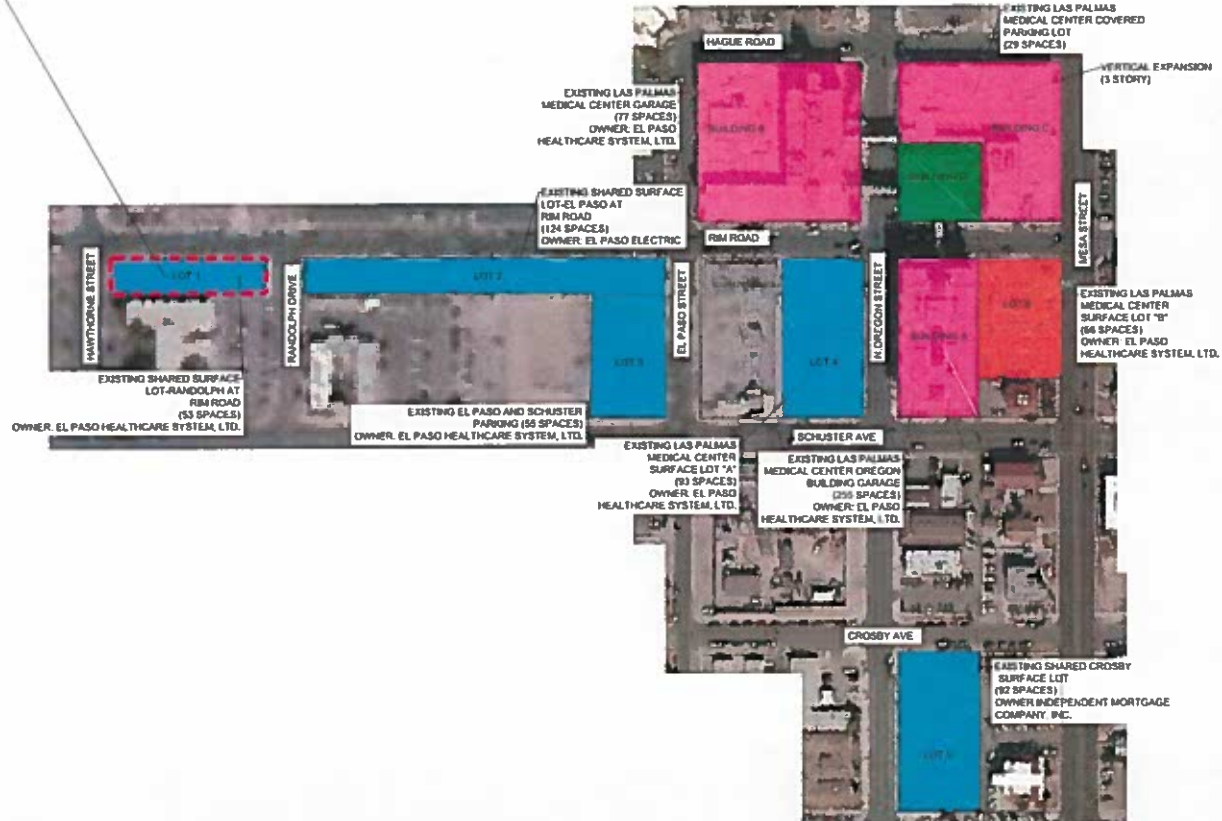 EXISTING LAS PALMAS
MEDICAL CENTER COVERED
PARKING LOT
(29 SPACES)
HAGUE ROAD
VERTICAL EXPANSION
(3 STORY)
EXISTING LAS PALMAS
MEDICAL CENTER GARAGE
(77 SPACES)
OWNER: EL PASO
HEALTHCARE SYSTEM, LTD.
BUILDING B
BUILDING C
EXISTING SHARED SURFACE
LOT-EL PASO AT
RIM ROAD
(124 SPACES)
OWNER: EL PASO ELECTRIC
RIM ROAD
MESA STREET
HAWTHORNE STREET
LOT 1
RANDOLPH DRIVE
LOT 2
EL PASO STREET
N.OREGON STREET
LOT 3
LOT 4
BUILDING A
EXISTING LAS PALMAS
MEDICAL CENTER
SURFACE LOT "B"
(66 SPACES)
OWNER: EL PASO
HEALTHCARE SYSTEM, LTD.
EXISTING SHARED SURFACE
LOT-RANDOLPH AT
RIM ROAD
(53 SPACES)
OWNER: EL PASO HEALTHCARE SYSTEM, LTD.
EXISTING EL PASO AND SCHUSTER
PARKING (55 SPACES)
OWNER: EL PASO HEALTHCARE SYSTEM, LTD.
EXISTING LAS PALMAS
MEDICAL CENTER
SURFACE LOT "A"
(93 SPACES)
OWNER: EL PASO
HEALTHCARE SYSTEM, LTD.
SCHUSTER AVE
EXISTING LAS PALMAS
MEDICAL CENTER OREGON
BUILDING GARAGE
(255 SPACES)
OWNER: EL PASO
HEALTHCARE SYSTEM, LTD.
CROSBY AVE
EXISTING SHARED CROSBY
SURFACE LOT
(92 SPACES)
OWNER:INDEPENDENT MORTGAGE
COMPANY, INC.
LOT